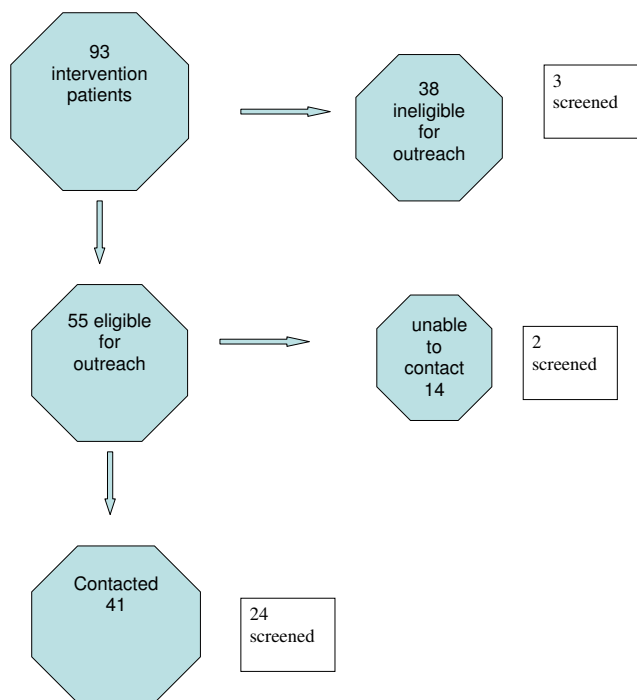 93
intervention
patients
38
ineligible
for
outreach
3
screened
55 eligible
for
outreach
unable
to
contact
14
2
screened
Contacted
41
24
screened